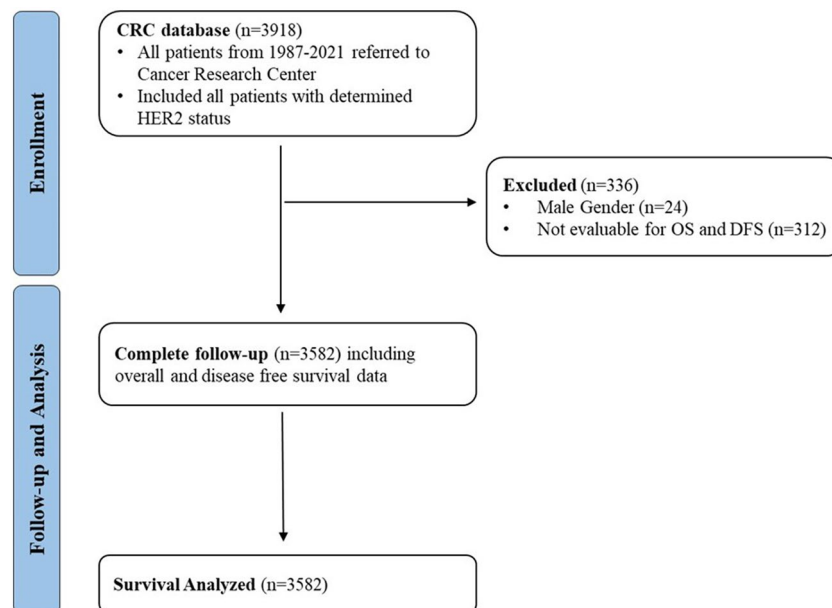 Enrollment
CRC database (n=3918)
• All patients from 1987-2021 referred to
Cancer Research Center
• Included all patients with determined
HER2 status
Excluded (n=336)
• Male Gender (n=24)
• Not evaluable for OS and DFS (n=312)
Follow-up and Analysis
Complete follow-up (n=3582) including
overall and disease free survival data
Survival Analyzed (n=3582)